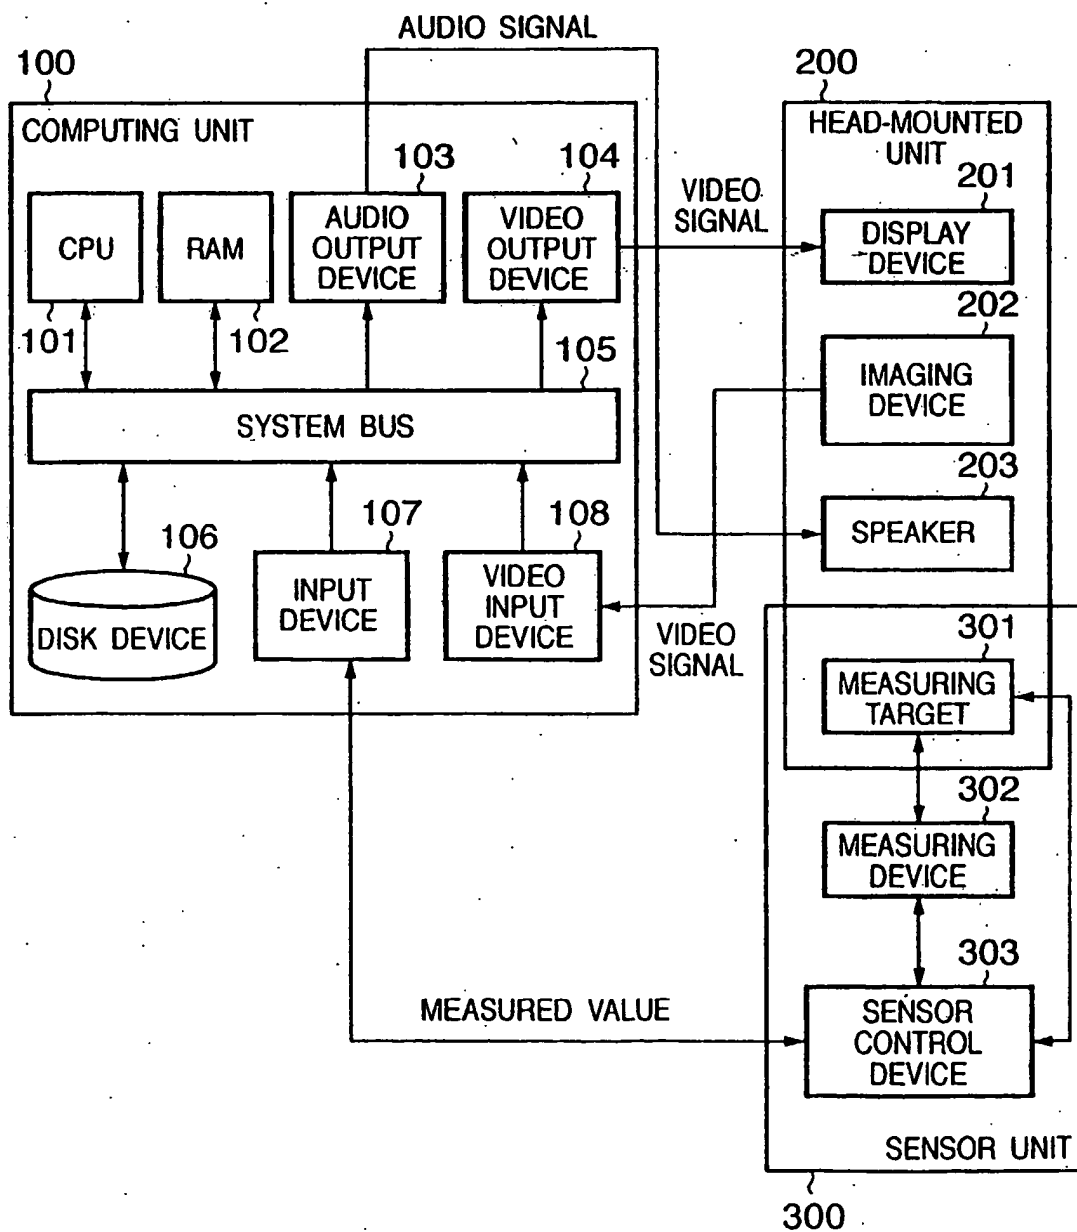 AUDIO SIGNAL
100
200
COMPUTING UNIT
HEAD-MOUNTED
UNIT
103
104
201
CPU
RAM
AUDIO
OUTPUT
DEVICE
VIDEO
OUTPUT
DEVICE
VIDEO
SIGNAL
DISPLAY
DEVICE
101
102
105
202
SYSTEM BUS
IMAGING
DEVICE
203
SPEAKER
106
107
108
DISK DEVICE
INPUT
DEVICE
VIDEO
INPUT
DEVICE
VIDEO
SIGNAL
301
MEASURING
TARGET
302
MEASURING
DEVICE
303
MEASURED VALUE
SENSOR
CONTROL
DEVICE
SENSOR UNIT
300